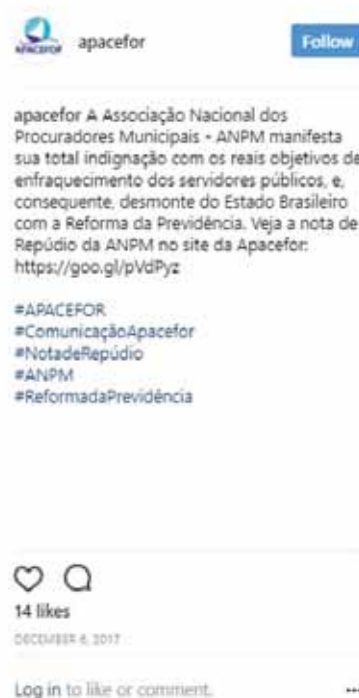 APACEFOR
apacefor
Follow
apacefor A Associação Nacional dos
Procuradores Municipais - ANPM manifesta
sua total indignação com os reais objetivos de
enfraquecimento dos servidores públicos, e,
consequente, desmonte do Estado Brasileiro
com a Reforma da Previdência. Veja a nota de
Repúdio da ANPM no site da Apacefor:
https://goo.gl/pVdPyz
#APACEFOR
#ComunicaçãoApacefor
#NotadeRepúdio
#ANPM
#ReformadaPrevidência
14 likes
DECEMBER 6, 2017
Log in to like or comment.